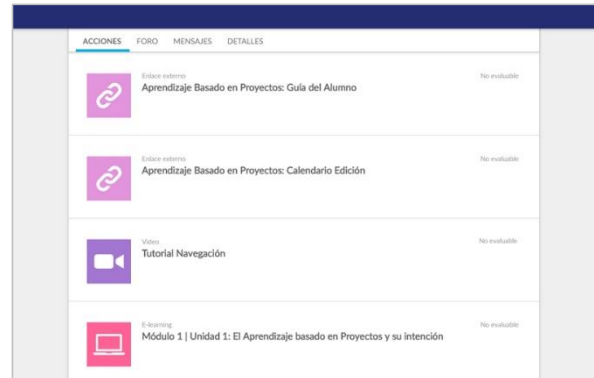 ACCIONES FORO MENSAJES DETALLES
Enlace externo No evaluable
Aprendizaje Basado en Proyectos: Guía del Alumno
Enlace externo No evaluable
Aprendizaje Basado en Proyectos: Calendario Edición
Video No evaluable
Tutorial Navegación
E-learning No evaluable
Módulo 1 | Unidad 1: El Aprendizaje basado en Proyectos y su intención